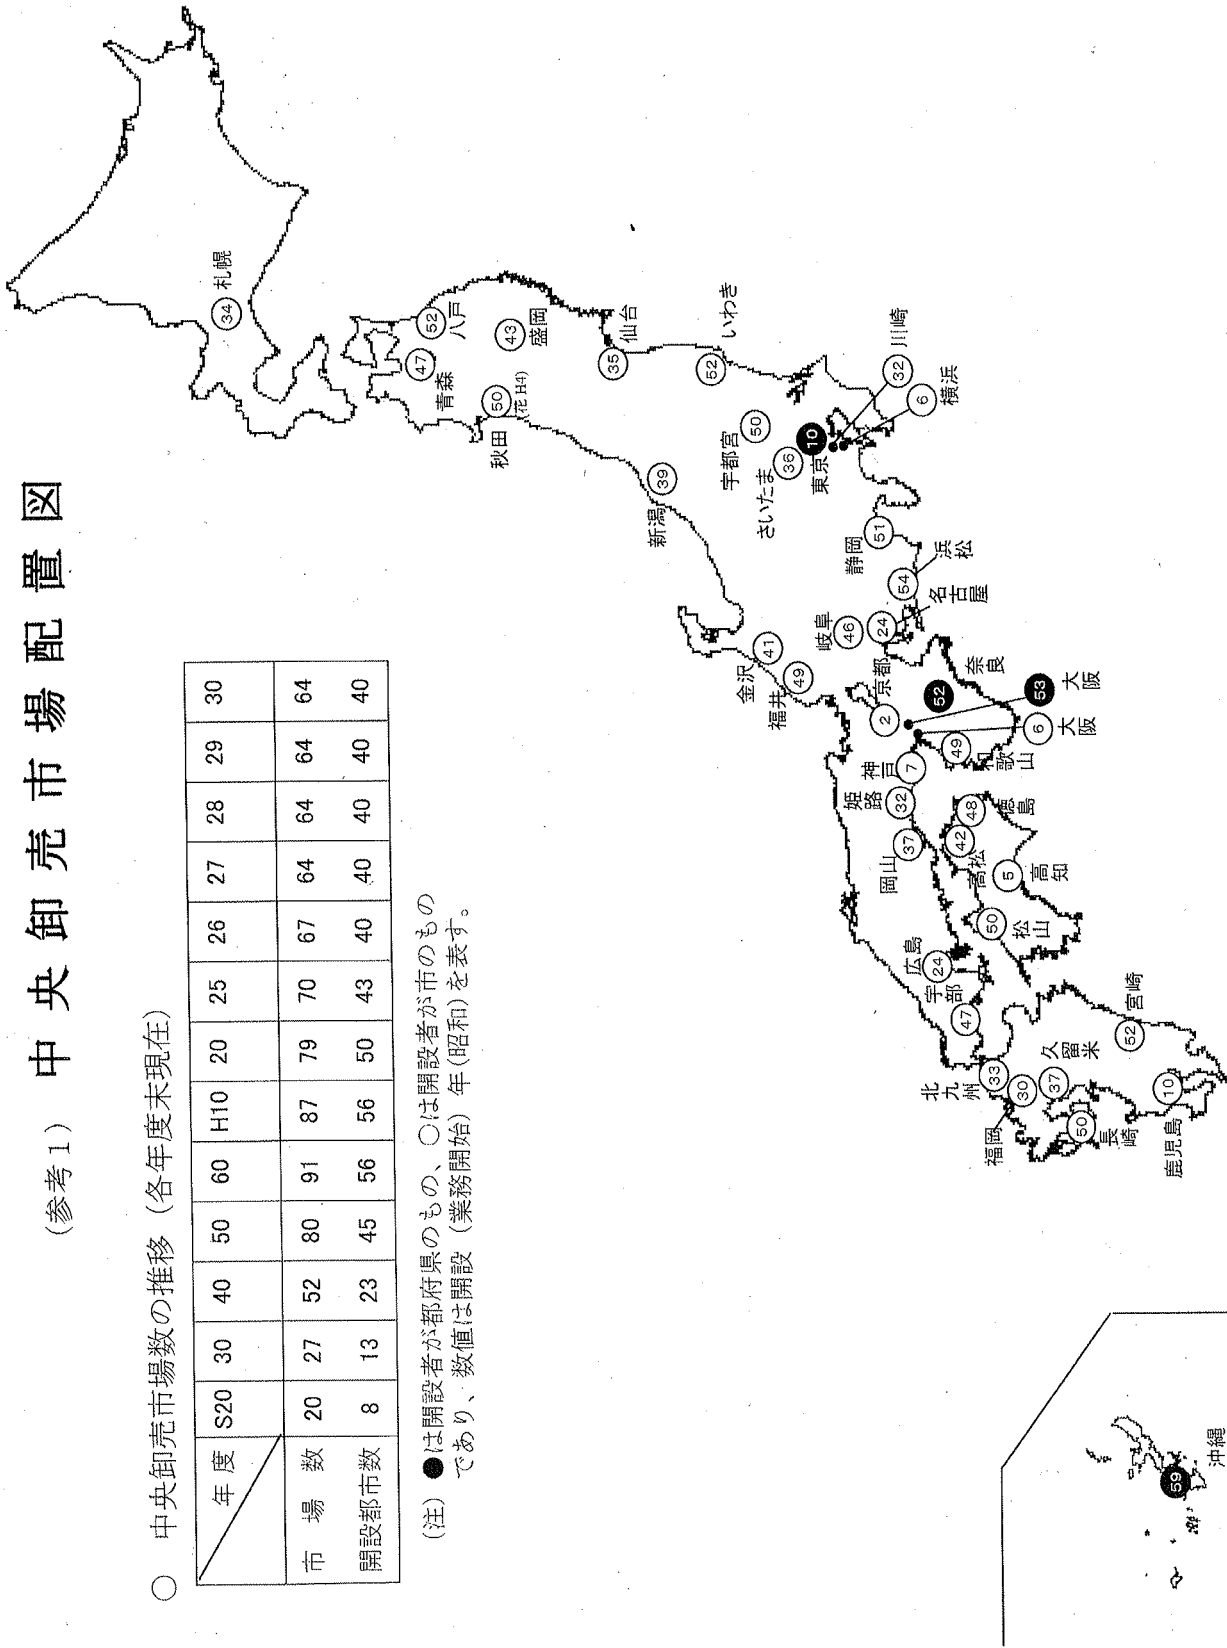 (参考1) 中央卸売市場配置図
○ 中央卸売市場数の推移 (各年度末現在)
年度 S20 30 40 50 60 H10 20 25 26 27 28 29 30
市場数 20 27 52 80 91 87 79 70 67 64 64 64 64
開設都市数 8 13 23 45 56 56 50 43 40 40 40 40 40
(注) ●は開設者が都府県のもの、○は開設者が市のもの
であり、数値は開設 (業務開始) 年(昭和)を表す。
34 札幌
47 青森
52 八戸
43 盛岡
50 秋田
(花 H4)
35 仙台
52 いわき
39 新潟
50 宇都宮
36 さいたま
10 東京
32 川崎
6 横浜
51 静岡
54 浜松
24 名古屋
46 岐阜
41 金沢
49 福井
2 京都
52 奈良
53 大阪
6 大阪
49 和歌山
7 神戸
32 姫路
37 岡山
48 徳島
42 高松
5 高知
50 松山
24 広島
47 宇部
33 北九州
30 福岡
37 久留米
50 長崎
52 宮崎
10 鹿児島
59 沖縄